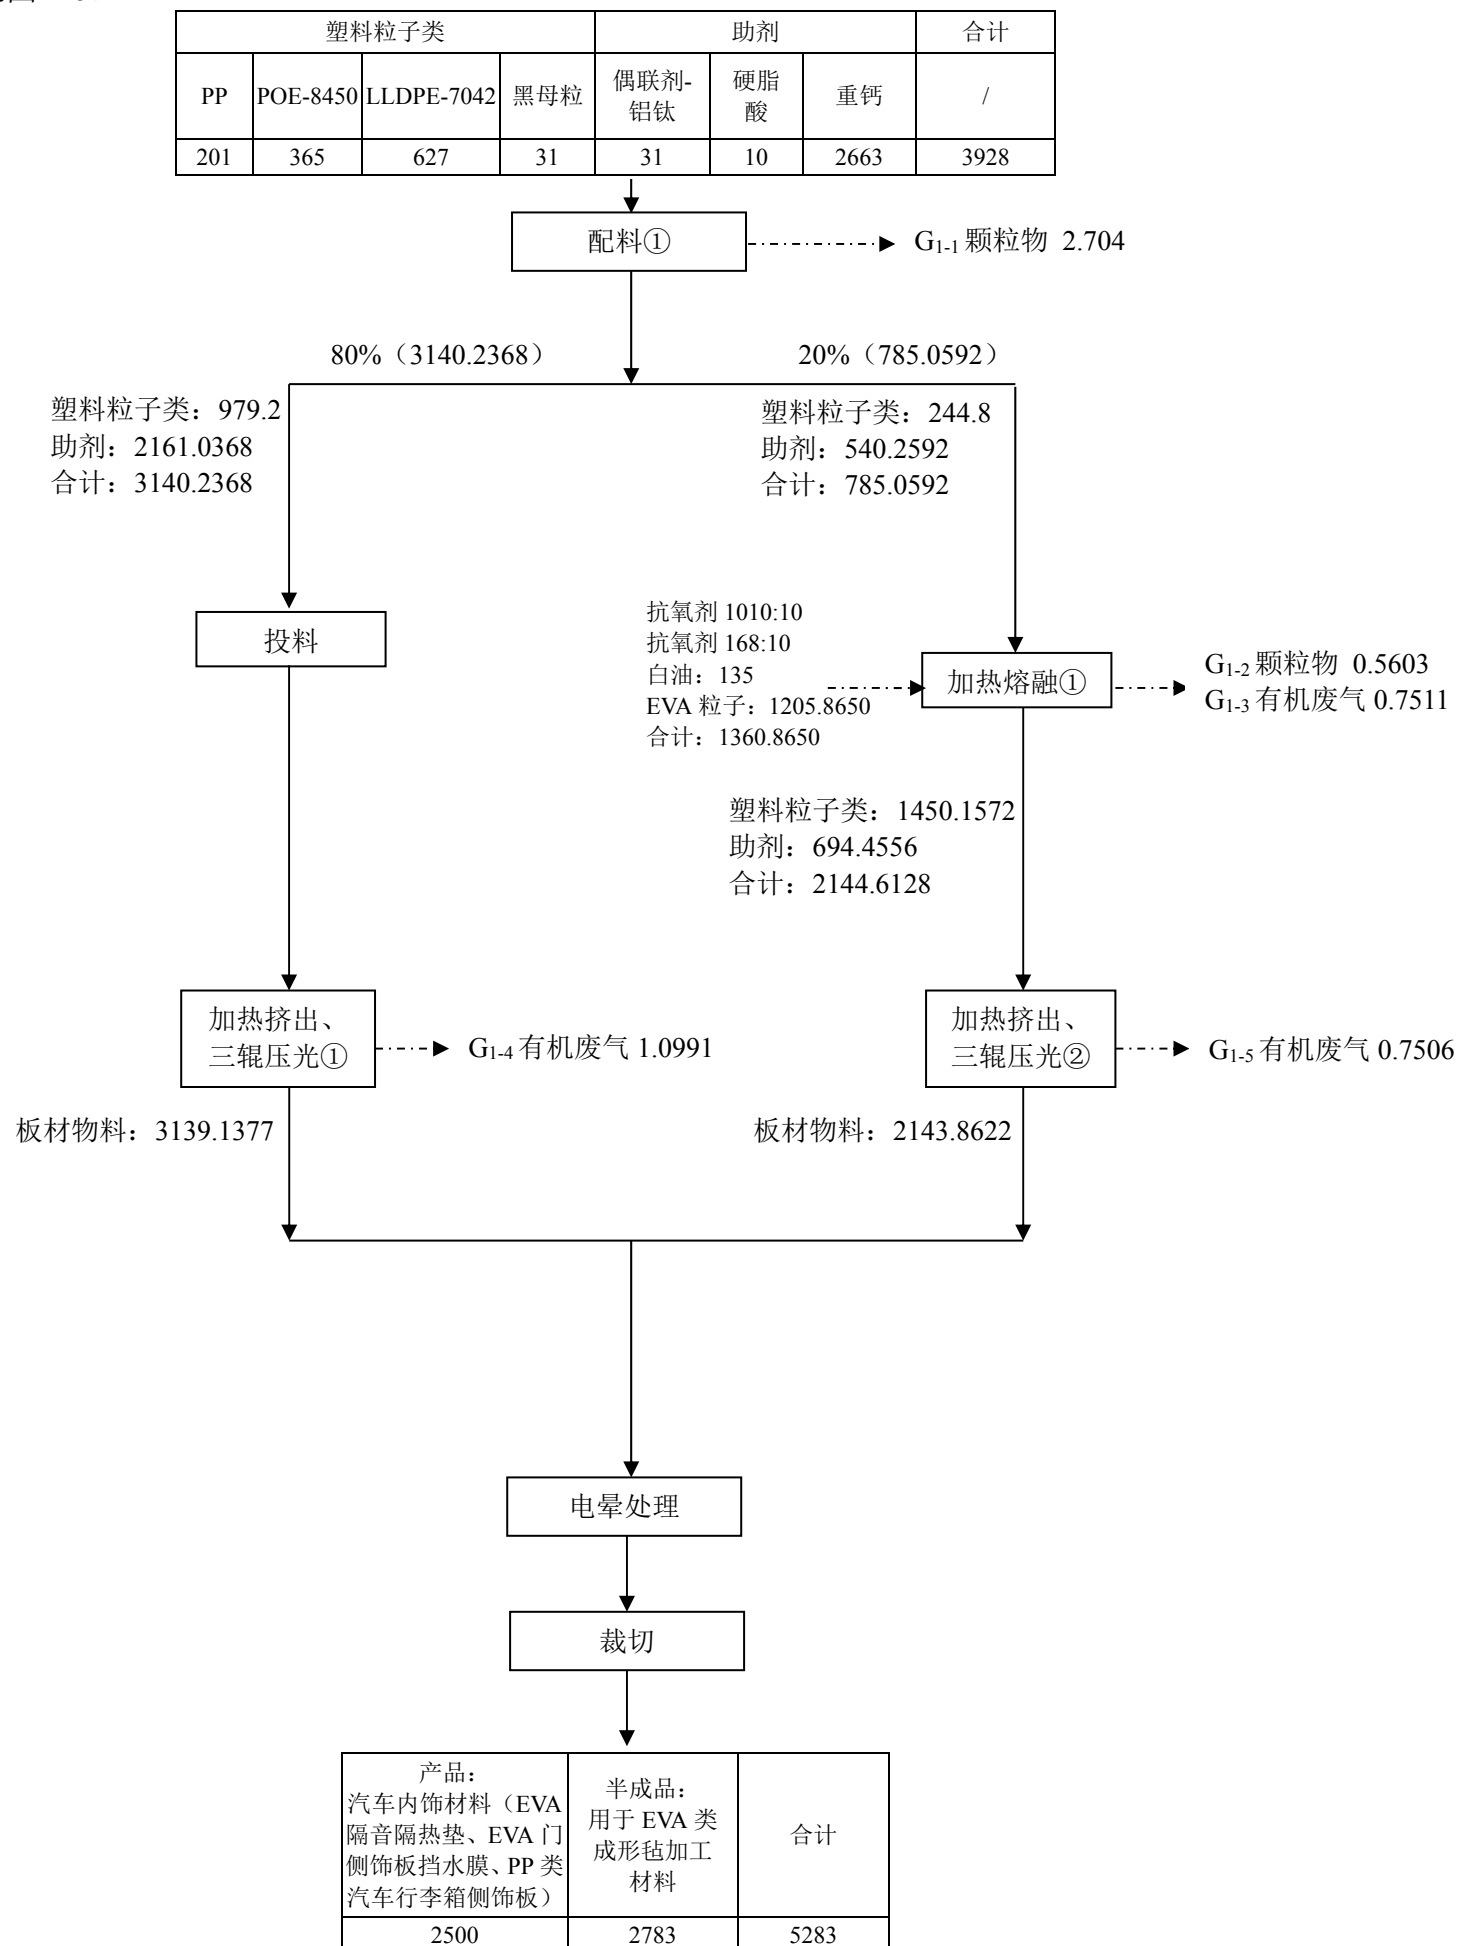 塑料粒子类 助剂 合计
PP POE-8450 LLDPE-7042 黑母粒 偶联剂-铝钛 硬脂酸 重钙 /
201 365 627 31 31 10 2663 3928
配料①
G1-1 颗粒物 2.704
80%（3140.2368） 20%（785.0592）
塑料粒子类：979.2
助剂：2161.0368
合计：3140.2368
塑料粒子类：244.8
助剂：540.2592
合计：785.0592
投料
抗氧剂 1010:10
抗氧剂 168:10
白油：135
EVA 粒子：1205.8650
合计：1360.8650
加热熔融①
G1-2 颗粒物 0.5603
G1-3 有机废气 0.7511
塑料粒子类：1450.1572
助剂：694.4556
合计：2144.6128
加热挤出、
三辊压光①
G1-4 有机废气 1.0991
加热挤出、
三辊压光②
G1-5 有机废气 0.7506
板材物料：3139.1377
板材物料：2143.8622
电晕处理
裁切
产品：
汽车内饰材料（EVA
隔音隔热垫、EVA 门
侧饰板挡水膜、PP 类
汽车行李箱侧饰板）
半成品：
用于 EVA 类
成形毡加工
材料
合计
2500 2783 5283